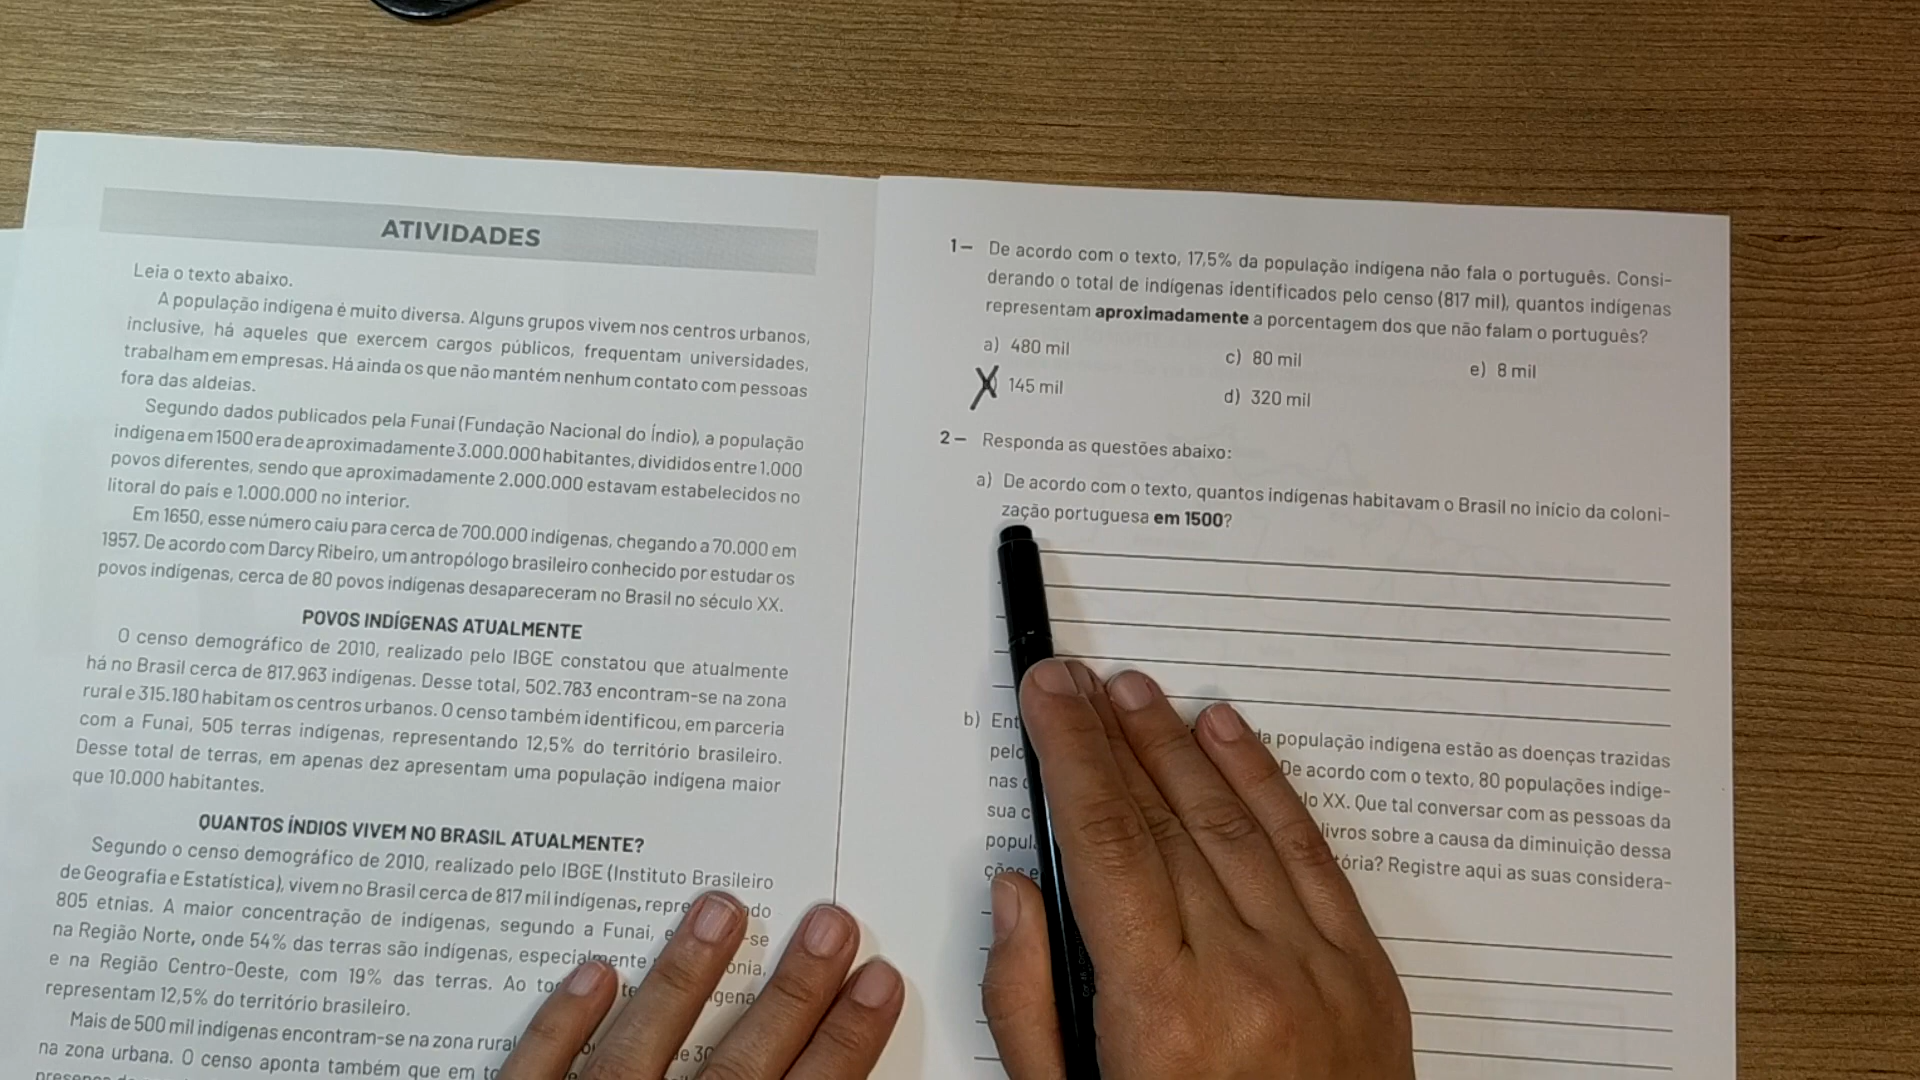 ATIVIDADES
Leia o texto abaixo.
A população indígena é muito diversa. Alguns grupos vivem nos centros urbanos,
inclusive, há aqueles que exercem cargos públicos, frequentam universidades,
trabalham em empresas. Há ainda os que não mantém nenhum contato com pessoas
fora das aldeias.
Segundo dados publicados pela Funai (Fundação Nacional do Índio), a população
indígena em 1500 era de aproximadamente 3.000.000 habitantes, divididos entre 1.000
povos diferentes, sendo que aproximadamente 2.000.000 estavam estabelecidos no
litoral do país e 1.000.000 no interior.
Em 1650, esse número caiu para cerca de 700.000 indígenas, chegando a 70.000 em
1957. De acordo com Darcy Ribeiro, um antropólogo brasileiro conhecido por estudar os
povos indígenas, cerca de 80 povos indígenas desapareceram no Brasil no século XX.
POVOS INDÍGENAS ATUALMENTE
O censo demográfico de 2010, realizado pelo IBGE constatou que atualmente
há no Brasil cerca de 817.963 indígenas. Desse total, 502.783 encontram-se na zona
rural e 315.180 habitam os centros urbanos. O censo também identificou, em parceria
com a Funai, 505 terras indígenas, representando 12,5% do território brasileiro.
Desse total de terras, em apenas dez apresentam uma população indígena maior
que 10.000 habitantes.
QUANTOS ÍNDIOS VIVEM NO BRASIL ATUALMENTE?
Segundo o censo demográfico de 2010, realizado pelo IBGE (Instituto Brasileiro
de Geografia e Estatística), vivem no Brasil cerca de 817 mil indígenas, repre ndo
805 etnias. A maior concentração de indígenas, segundo a Funai, -se
na Região Norte, onde 54% das terras são indígenas, especialmente ônia,
e na Região Centro-Oeste, com 19% das terras. Ao to te ígena
representam 12,5% do território brasileiro.
Mais de 500 mil indígenas encontram-se na zona rural e 30
na zona urbana. O censo aponta também que em to
1 – De acordo com o texto, 17,5% da população indígena não fala o português. Consi-
derando o total de indígenas identificados pelo censo (817 mil), quantos indígenas
representam aproximadamente a porcentagem dos que não falam o português?
a) 480 mil c) 80 mil e) 8 mil
X 145 mil d) 320 mil
2 – Responda as questões abaixo:
a) De acordo com o texto, quantos indígenas habitavam o Brasil no início da coloni-
zação portuguesa em 1500?
b) Ent da população indígena estão as doenças trazidas
pelo De acordo com o texto, 80 populações indíge-
nas lo XX. Que tal conversar com as pessoas da
sua c livros sobre a causa da diminuição dessa
popul tória? Registre aqui as suas considera-
ções